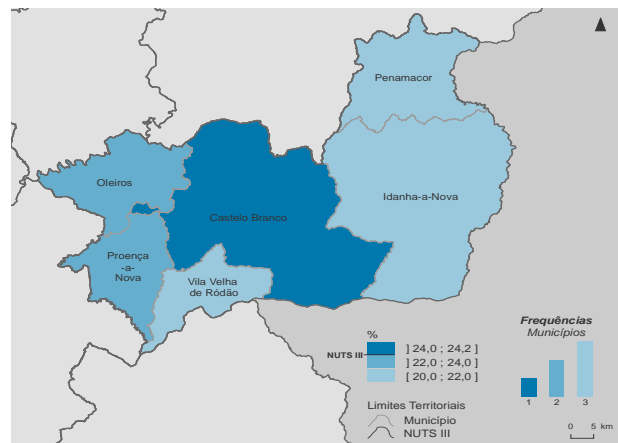 Penamacor
Idanha-a-Nova
Oleiros
Castelo Branco
Proença
-a-
Nova
Vila Velha
de Ródão
%
NUTS III
] 24,0 ; 24,2 ]
] 22,0 ; 24,0 ]
[ 20,0 ; 22,0 ]
Limites Territoriais
Município
NUTS III
Frequências
Municípios
1 2 3
0 5 km